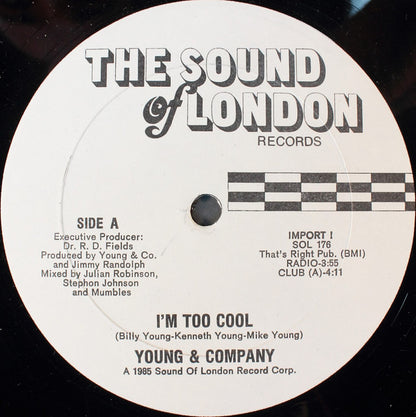 THE SOUND
of LONDON
RECORDS
SIDE A
Executive Producer:
Dr. R. D. Fields
Produced by Young & Co.
and Jimmy Randolph
Mixed by Julian Robinson,
Stephon Johnson
and Mumbles
IMPORT I
SOL 176
That's Right Pub. (BMI)
RADIO-3:55
CLUB (A)-4:11
I'M TOO COOL
(Billy Young-Kenneth Young-Mike Young)
YOUNG & COMPANY
A 1985 Sound Of London Record Corp.